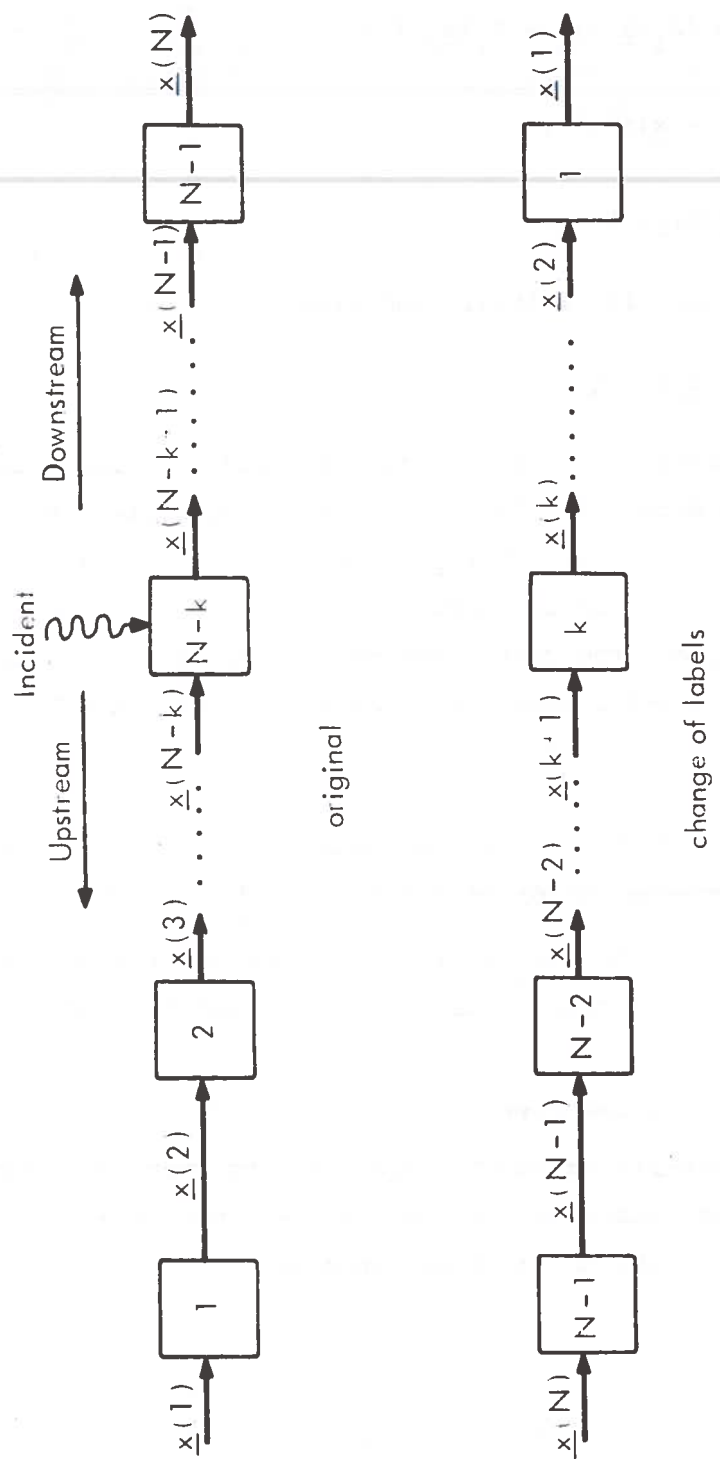 Upstream Incident Downstream
x(1) 1 x(2) 2 x(3) ..... x(N-k) N-k x(N-k+1) ..... x(N-1) N-1 x(N)
original
x(N) N-1 x(N-1) N-2 x(N-2) ..... x(k+1) k x(k) ...... x(2) 1 x(1)
change of labels